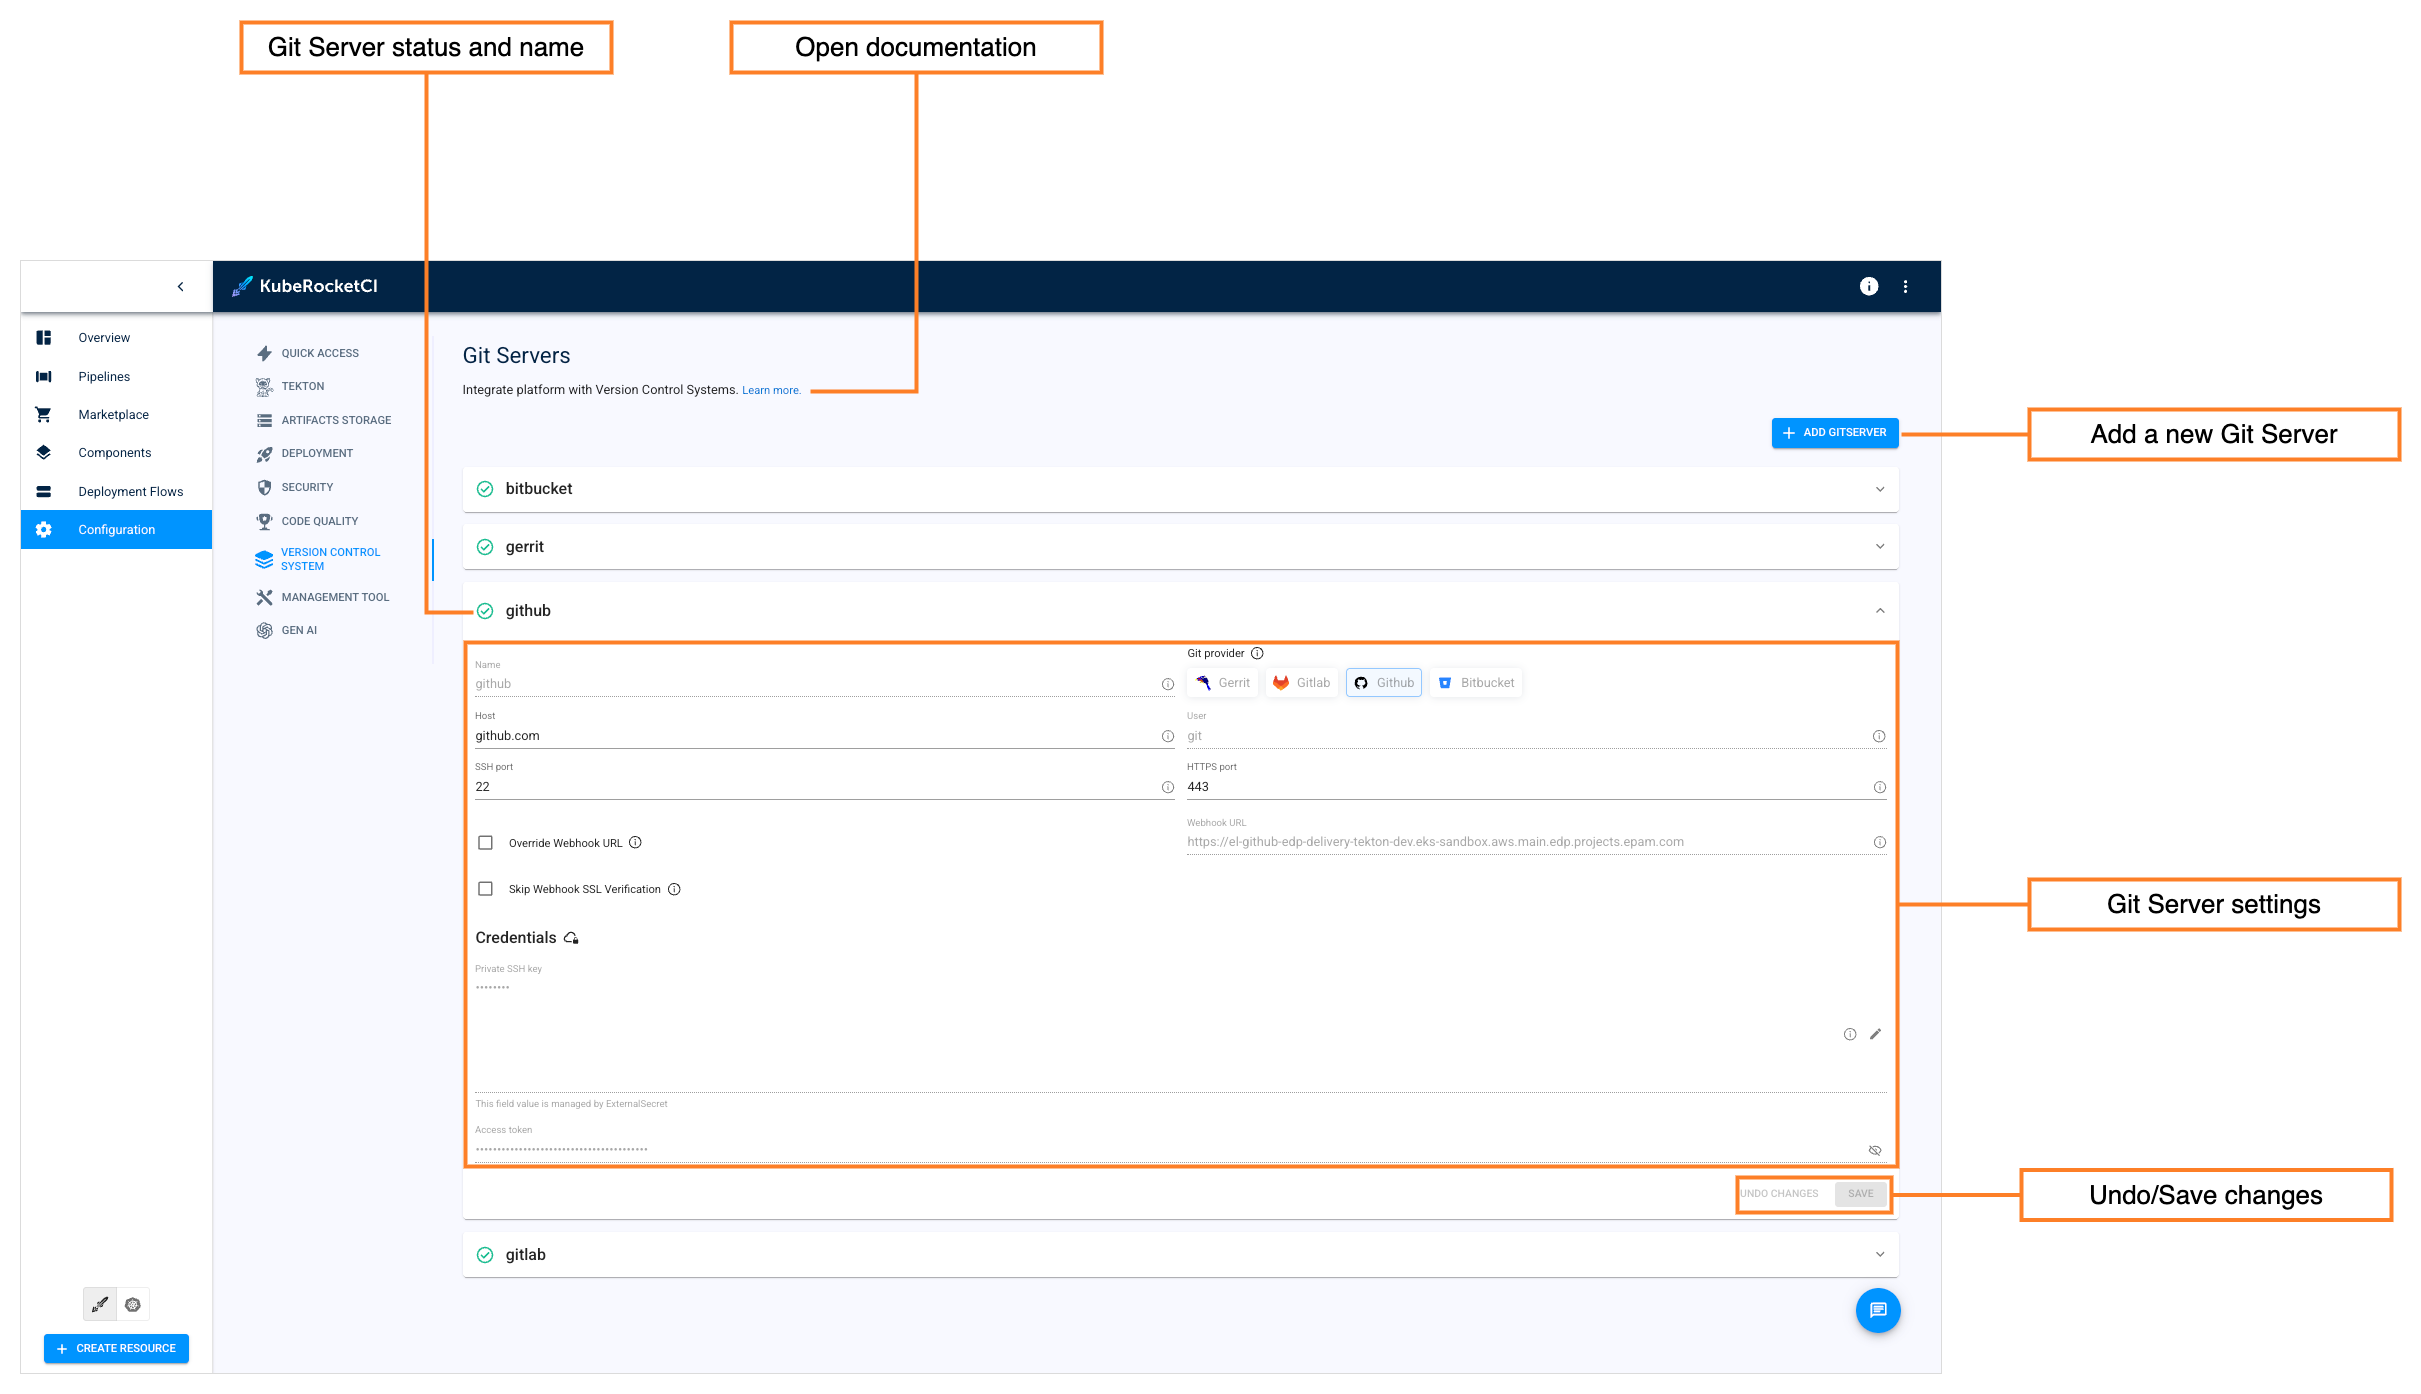 Git Server status and name
Open documentation
KubeRocketCI
Overview
Pipelines
Marketplace
Components
Deployment Flows
Configuration
QUICK ACCESS
TEKTON
ARTIFACTS STORAGE
DEPLOYMENT
SECURITY
CODE QUALITY
VERSION CONTROL
SYSTEM
MANAGEMENT TOOL
GEN AI
Git Servers
Integrate platform with Version Control Systems. Learn more.
ADD GITSERVER
Add a new Git Server
bitbucket
gerrit
github
Name
github
Git provider
Gerrit
Gitlab
Github
Bitbucket
Host
github.com
User
git
SSH port
22
HTTPS port
443
Override Webhook URL
Webhook URL
https://el-github-edp-delivery-tekton-dev.eks-sandbox.aws.main.edp.projects.epam.com
Skip Webhook SSL Verification
Git Server settings
Credentials
Private SSH key
This field value is managed by ExternalSecret
Access token
UNDO CHANGES
SAVE
Undo/Save changes
gitlab
CREATE RESOURCE